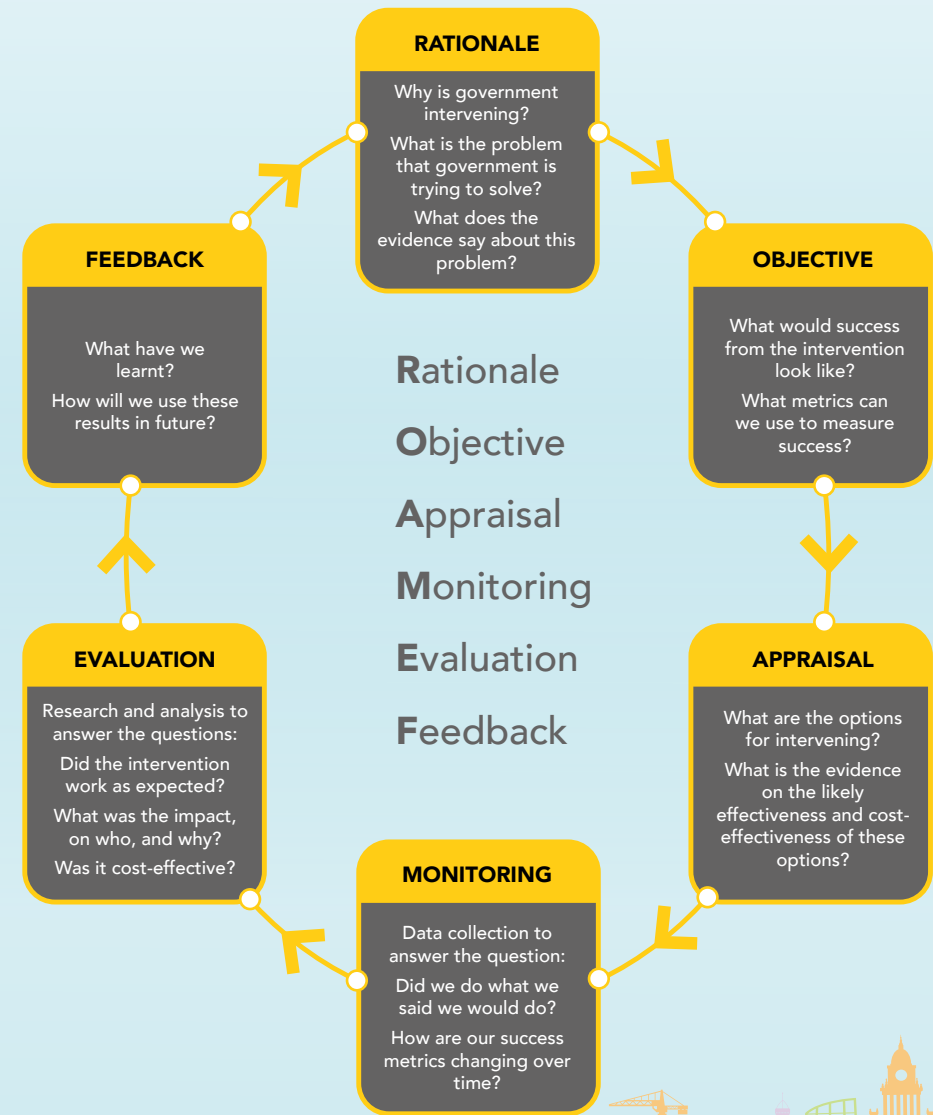 RATIONALE
Why is government
intervening?
What is the problem
that government is
trying to solve?
What does the
evidence say about this
problem?
OBJECTIVE
What would success
from the intervention
look like?
What metrics can
we use to measure
success?
APPRAISAL
What are the options
for intervening?
What is the evidence
on the likely
effectiveness and cost-
effectiveness of these
options?
MONITORING
Data collection to
answer the question:
Did we do what we
said we would do?
How are our success
metrics changing over
time?
EVALUATION
Research and analysis to
answer the questions:
Did the intervention
work as expected?
What was the impact,
on who, and why?
Was it cost-effective?
FEEDBACK
What have we
learnt?
How will we use these
results in future?
Rationale
Objective
Appraisal
Monitoring
Evaluation
Feedback